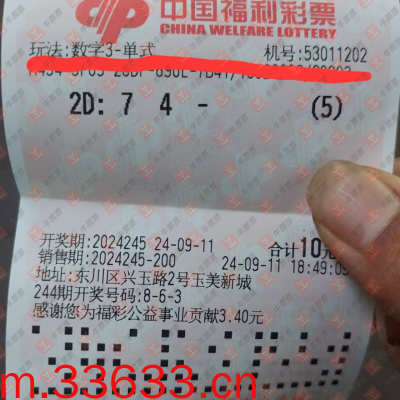 中国福利彩票
CHINA WELFARE LOTTERY
玩法:数字3-单式 机号:53011202
2D: 7 4 - (5)
开奖期:2024245 24-09-11 合计10元
销售期:2024245-200 24-09-11 18:49:09
地址:东川区兴玉路2号玉美新城
244期开奖号码:8-6-3
感谢您为福彩公益事业贡献3.40元
m.33633.cn